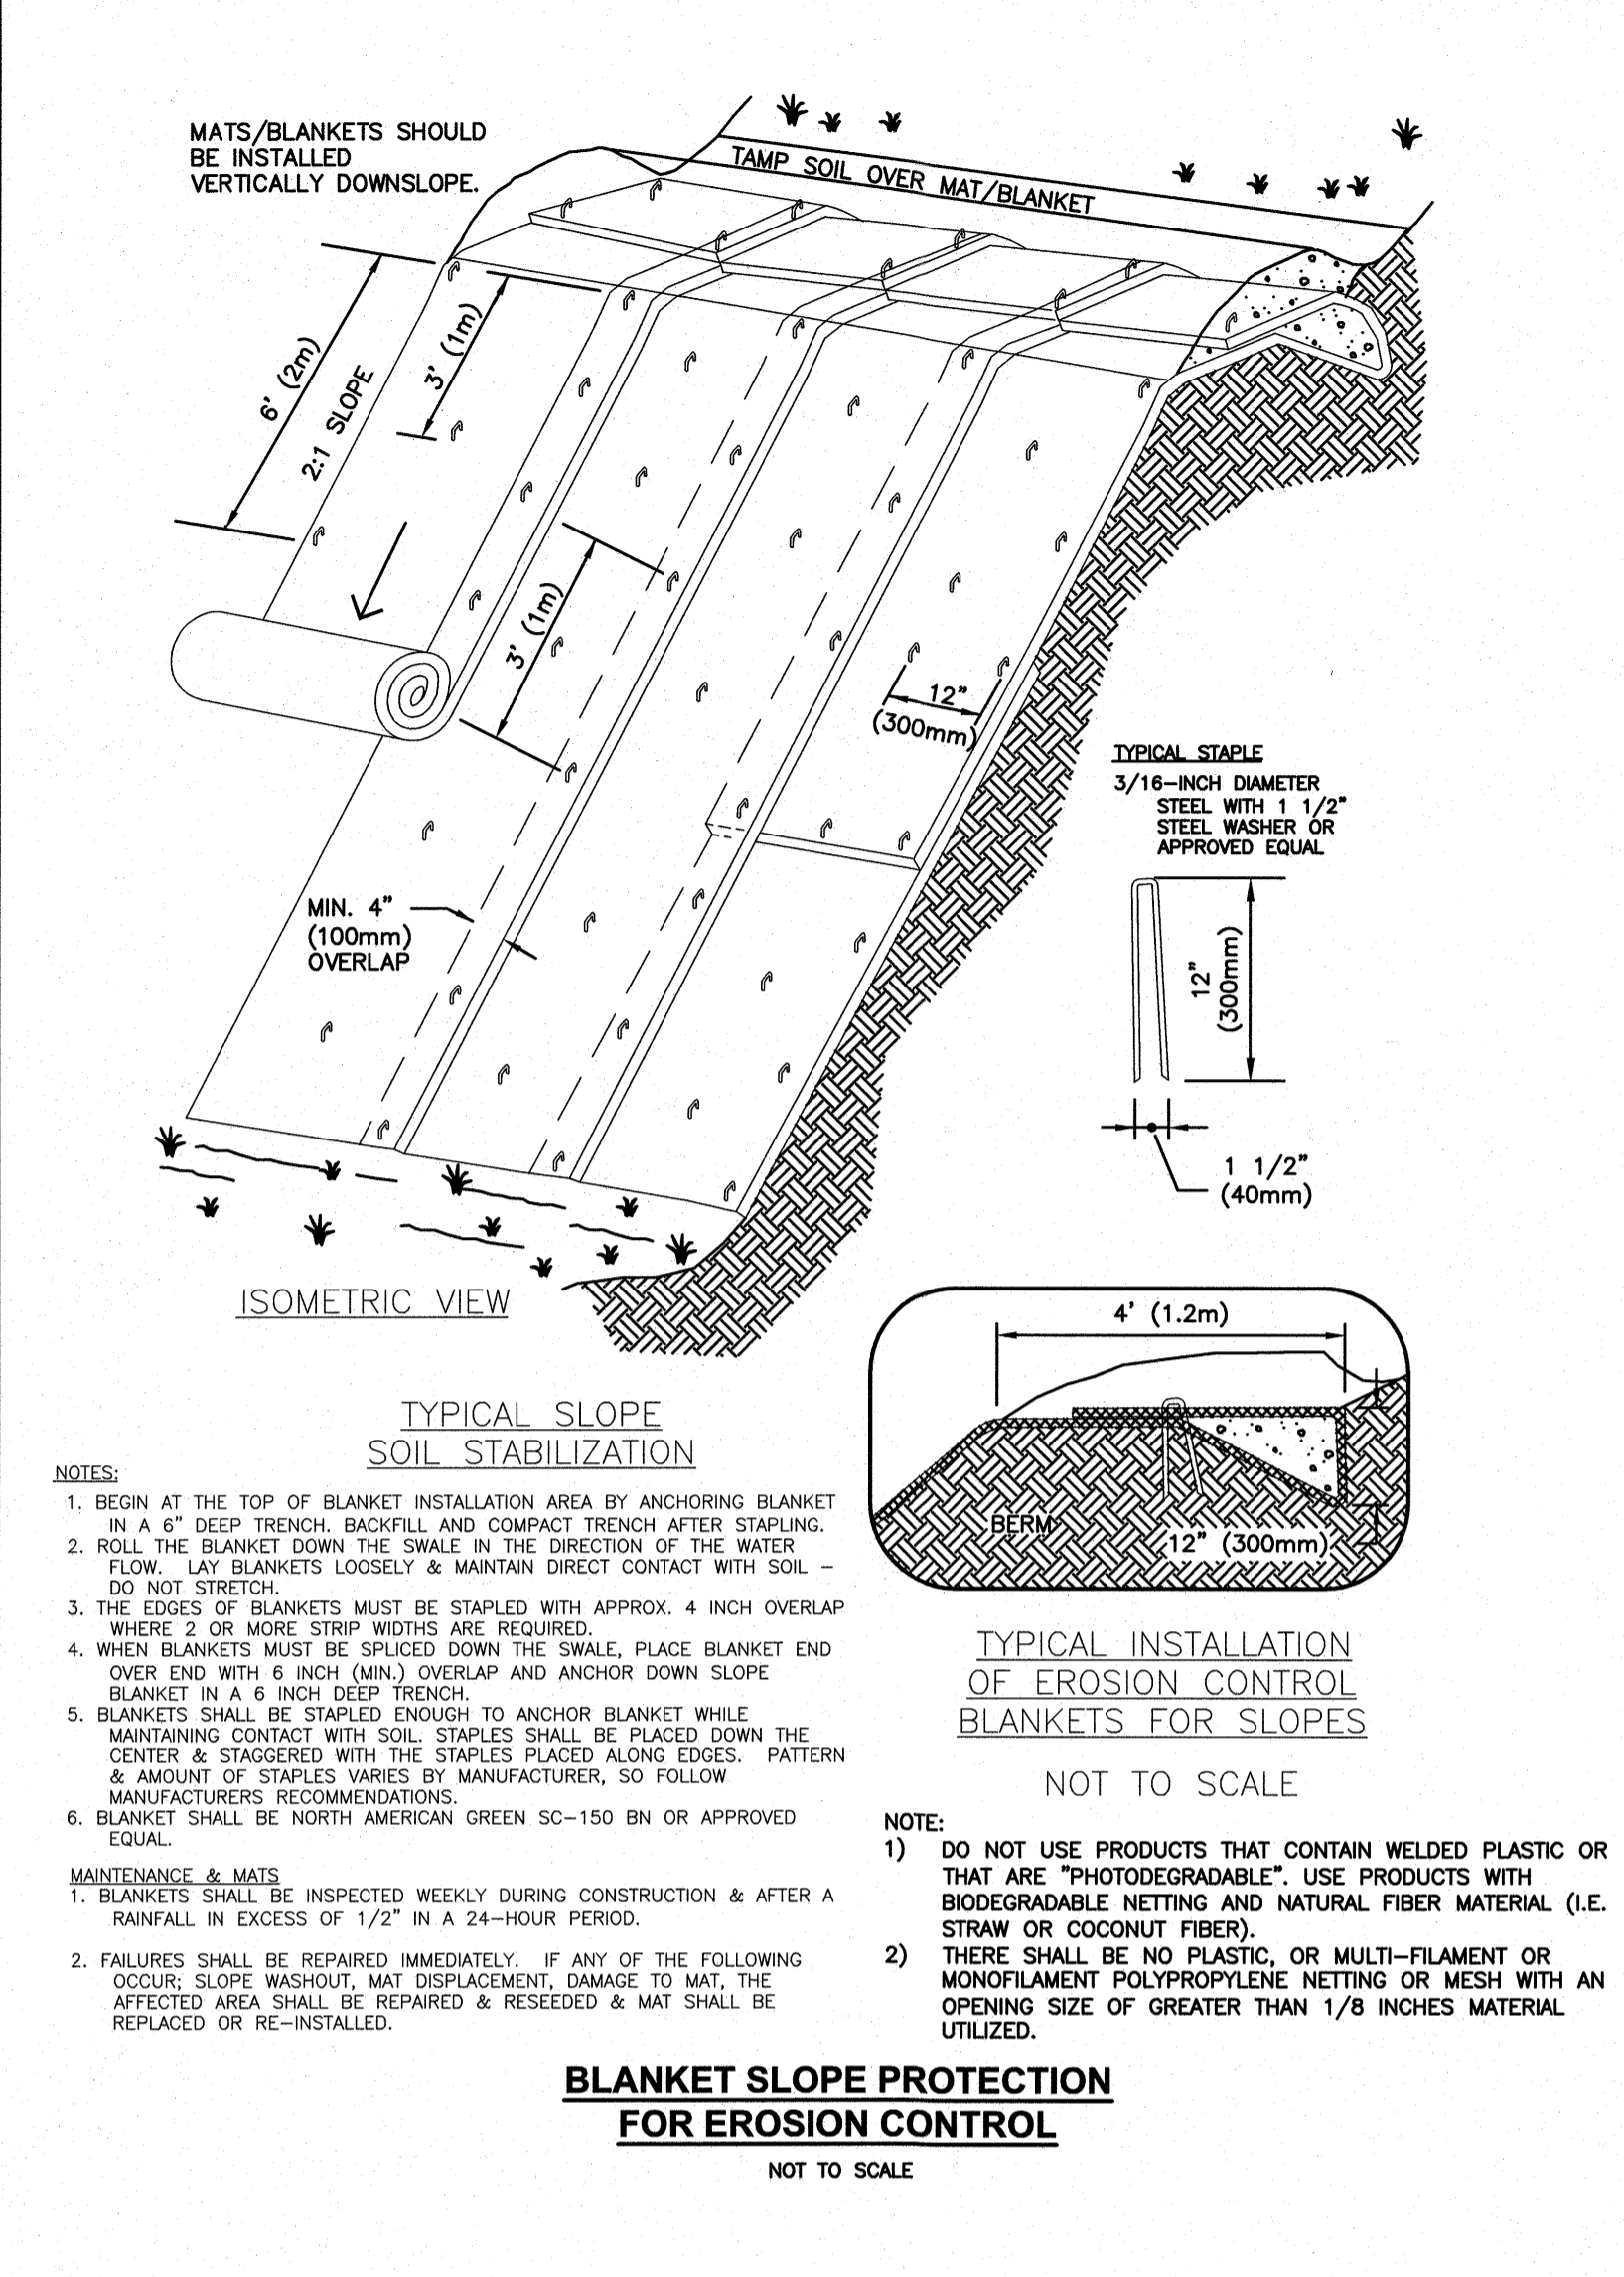 MATS/BLANKETS SHOULD
BE INSTALLED
VERTICALLY DOWNSLOPE.
TAMP SOIL OVER MAT/BLANKET
6' (2m)
2:1 SLOPE
3' (1m)
3' (1m)
12"
(300mm)
MIN. 4"
(100mm)
OVERLAP
TYPICAL STAPLE
3/16-INCH DIAMETER
STEEL WITH 1 1/2"
STEEL WASHER OR
APPROVED EQUAL
12"
(300mm)
1 1/2"
(40mm)
ISOMETRIC VIEW
4' (1.2m)
BERM
12" (300mm)
TYPICAL SLOPE
SOIL STABILIZATION
NOTES:
1. BEGIN AT THE TOP OF BLANKET INSTALLATION AREA BY ANCHORING BLANKET
IN A 6" DEEP TRENCH. BACKFILL AND COMPACT TRENCH AFTER STAPLING.
2. ROLL THE BLANKET DOWN THE SWALE IN THE DIRECTION OF THE WATER
FLOW. LAY BLANKETS LOOSELY & MAINTAIN DIRECT CONTACT WITH SOIL -
DO NOT STRETCH.
3. THE EDGES OF BLANKETS MUST BE STAPLED WITH APPROX. 4 INCH OVERLAP
WHERE 2 OR MORE STRIP WIDTHS ARE REQUIRED.
4. WHEN BLANKETS MUST BE SPLICED DOWN THE SWALE, PLACE BLANKET END
OVER END WITH 6 INCH (MIN.) OVERLAP AND ANCHOR DOWN SLOPE
BLANKET IN A 6 INCH DEEP TRENCH.
5. BLANKETS SHALL BE STAPLED ENOUGH TO ANCHOR BLANKET WHILE
MAINTAINING CONTACT WITH SOIL. STAPLES SHALL BE PLACED DOWN THE
CENTER & STAGGERED WITH THE STAPLES PLACED ALONG EDGES. PATTERN
& AMOUNT OF STAPLES VARIES BY MANUFACTURER, SO FOLLOW
MANUFACTURERS RECOMMENDATIONS.
6. BLANKET SHALL BE NORTH AMERICAN GREEN SC-150 BN OR APPROVED
EQUAL.
MAINTENANCE & MATS
1. BLANKETS SHALL BE INSPECTED WEEKLY DURING CONSTRUCTION & AFTER A
RAINFALL IN EXCESS OF 1/2" IN A 24-HOUR PERIOD.
2. FAILURES SHALL BE REPAIRED IMMEDIATELY. IF ANY OF THE FOLLOWING
OCCUR; SLOPE WASHOUT, MAT DISPLACEMENT, DAMAGE TO MAT, THE
AFFECTED AREA SHALL BE REPAIRED & RESEEDED & MAT SHALL BE
REPLACED OR RE-INSTALLED.
TYPICAL INSTALLATION
OF EROSION CONTROL
BLANKETS FOR SLOPES
NOT TO SCALE
NOTE:
1) DO NOT USE PRODUCTS THAT CONTAIN WELDED PLASTIC OR
THAT ARE "PHOTODEGRADABLE". USE PRODUCTS WITH
BIODEGRADABLE NETTING AND NATURAL FIBER MATERIAL (I.E.
STRAW OR COCONUT FIBER).
2) THERE SHALL BE NO PLASTIC, OR MULTI-FILAMENT OR
MONOFILAMENT POLYPROPYLENE NETTING OR MESH WITH AN
OPENING SIZE OF GREATER THAN 1/8 INCHES MATERIAL
UTILIZED.
BLANKET SLOPE PROTECTION
FOR EROSION CONTROL
NOT TO SCALE